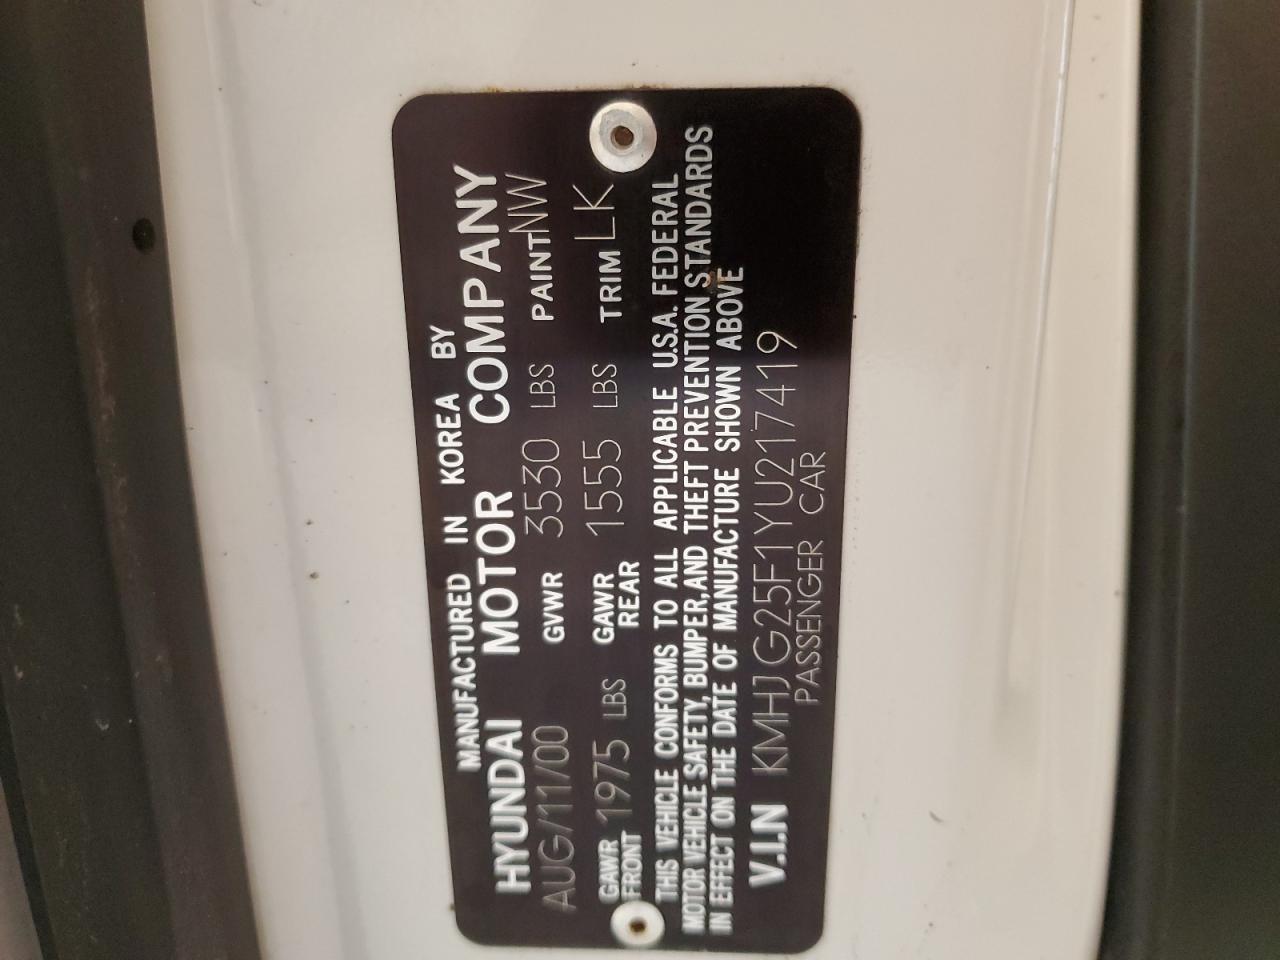 MANUFACTURED IN KOREA BY
HYUNDAI MOTOR COMPANY
AUG/11/00 GVWR 3530 LBS PAINT NW
GAWR FRONT 1975 LBS GAWR REAR 1555 LBS TRIM LK
THIS VEHICLE CONFORMS TO ALL APPLICABLE U.S.A. FEDERAL
MOTOR VEHICLE SAFETY, BUMPER, AND THEFT PREVENTION STANDARDS
IN EFFECT ON THE DATE OF MANUFACTURE SHOWN ABOVE
V.I.N KMHJG25F1YU217419
PASSENGER CAR